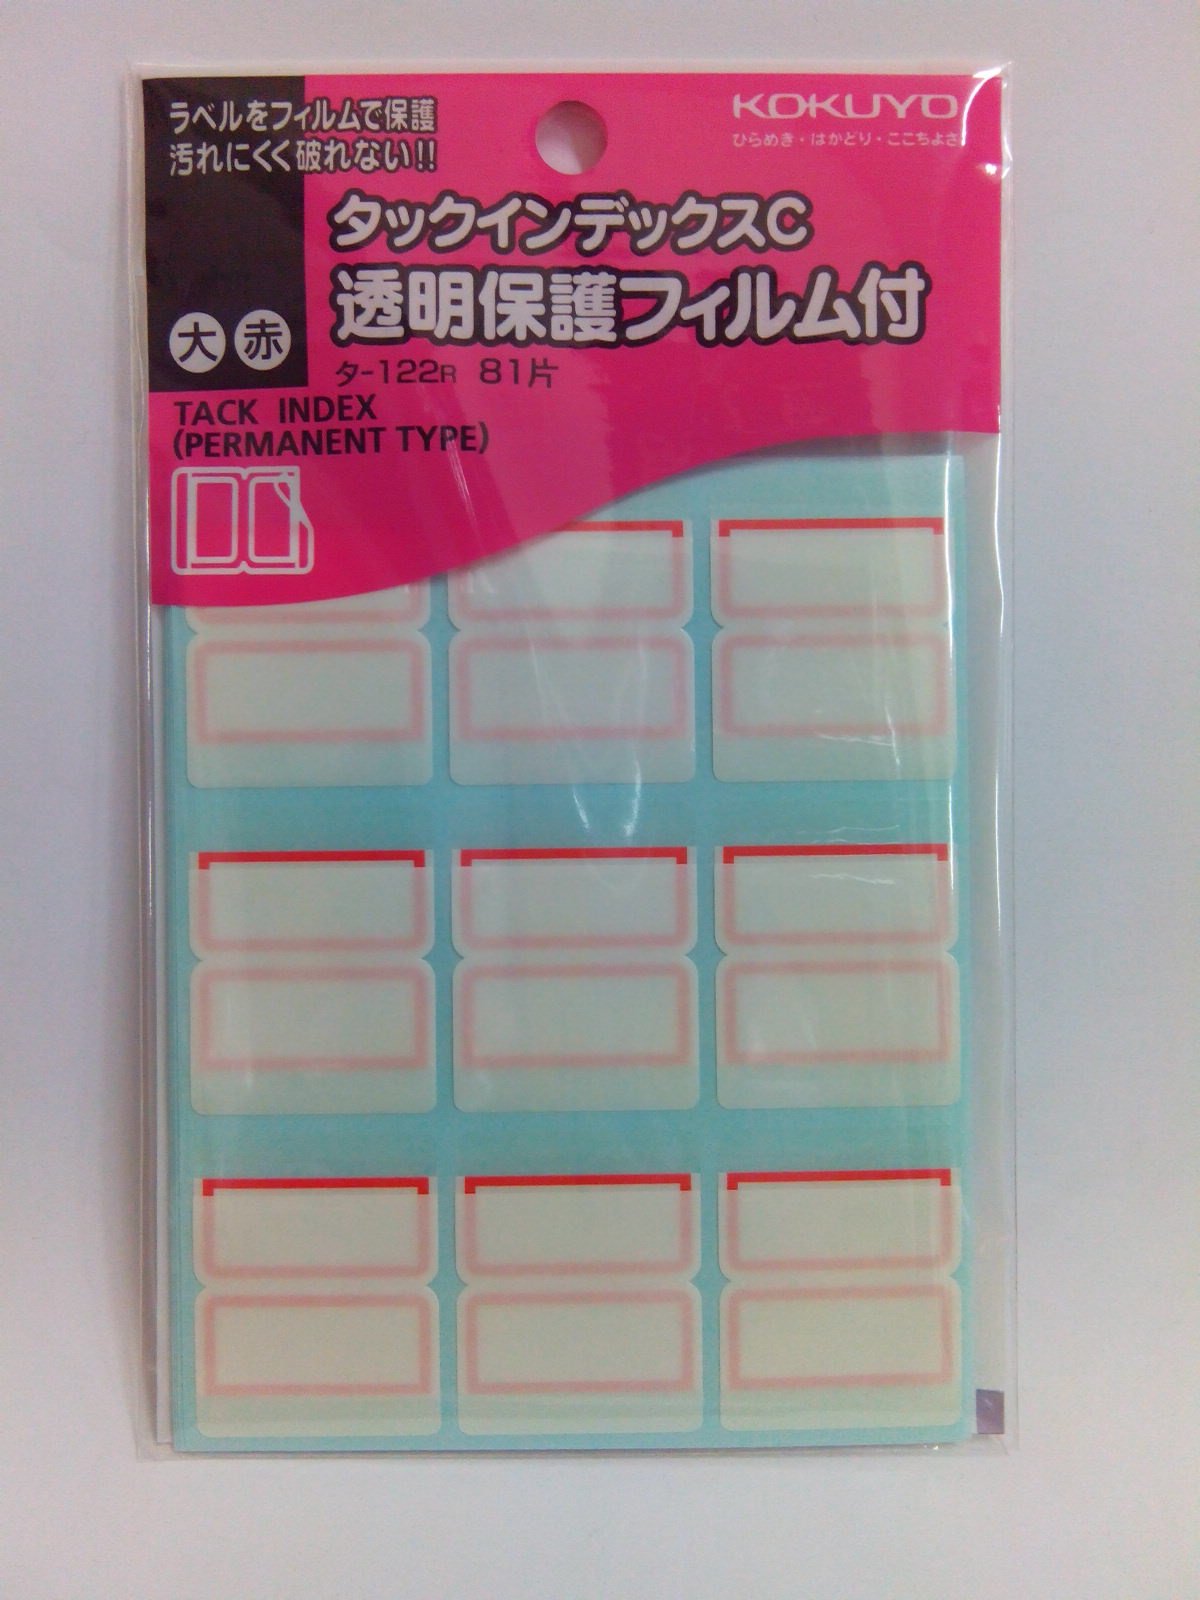 ラベルをフィルムで保護
汚れにくく破れない!!
KOKUYO
ひらめき・はかどり・ここちよさ
タックインデックスC
透明保護フィルム付
大 赤
タ-122R 81片
TACK INDEX
(PERMANENT TYPE)